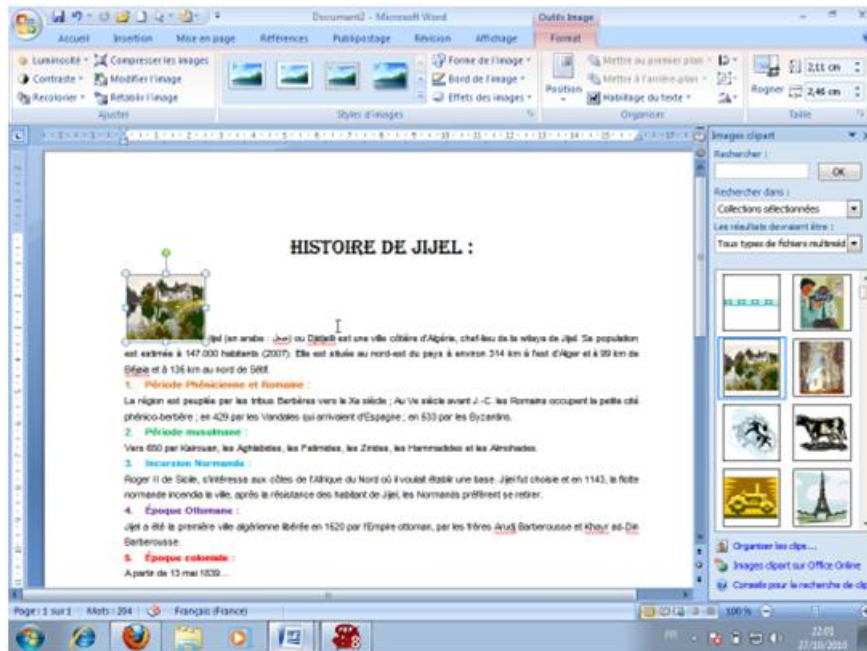 Document2 - Microsoft Word
Outils Image
Accueil Insertion Mise en page Références Publipostage Révision Affichage Format
Luminosité Compresser les images Forme de l'image Mettre au premier plan 2,11 cm
Contraste Modifier l'image Bord de l'image Mettre à l'arrière-plan
Recolorier Rétablir l'image Effets des images Position Habillage du texte Rogner 2,46 cm
Ajuster Styles d'images Organiser Taille
Images clipart
Rechercher :
OK
Rechercher dans :
Collections sélectionnées
Les résultats devraient être :
Tous types de fichiers multiméd
HISTOIRE DE JIJEL :
Jijel (en arabe : جيجل) ou Djidjelli est une ville côtière d'Algérie, chef-lieu de la wilaya de Jijel. Sa population
est estimée à 147.000 habitants (2007). Elle est située au nord-est du pays à environ 314 km à l'est d'Alger et à 99 km de
Béjaïa et à 135 km au nord de Sétif.
1. Période Phénicienne et Romaine :
La région est peuplée par les tribus Berbères vers le Xe siècle ; Au Ve siècle avant J.-C. les Romains occupent la petite cité
phénico-berbère ; en 429 par les Vandales qui arrivaient d'Espagne ; en 533 par les Byzantins.
2. Période musulmane :
Vers 650 par Kairouan, les Aghlabides, les Fatimides, les Zirides, les Hammadides et les Almohades.
3. Incursion Normande :
Roger II de Sicile, s'intéressa aux côtes de l'Afrique du Nord où il voulait établir une base. Jijel fut choisie et en 1143, la flotte
normande incendia la ville, après la résistance des habitant de Jijel, les Normands préfèrent se retirer.
4. Époque Ottomane :
Jijel a été la première ville algérienne libérée en 1520 par l'Empire ottoman, par les frères Arudj Barberousse et Khayr ad-Din
Barberousse.
5. Époque coloniale :
A partir de 13 mai 1839...
Organiser les clips...
Images clipart sur Office Online
Conseils pour la recherche de clip
Page : 1 sur 1 Mots : 204 Français (France) 100 %
FR 22:01
27/10/2010